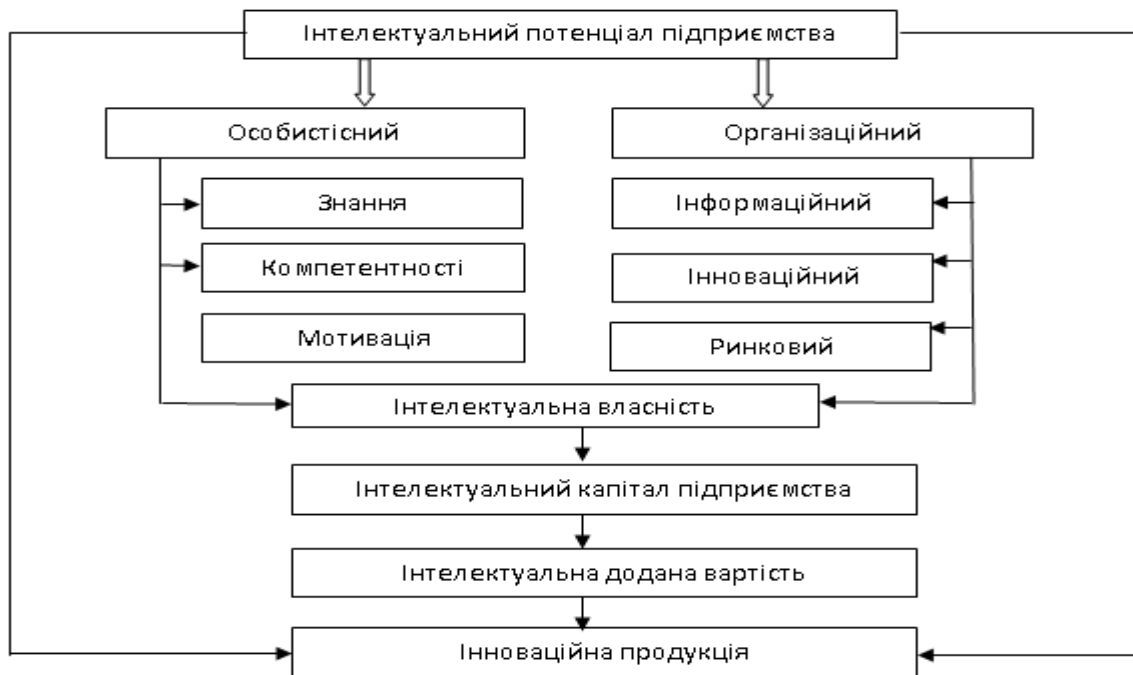 Інтелектуальний потенціал підприємства
Особистісний
Організаційний
Знання
Інформаційний
Компетентності
Інноваційний
Мотивація
Ринковий
Інтелектуальна власність
Інтелектуальний капітал підприємства
Інтелектуальна додана вартість
Інноваційна продукція